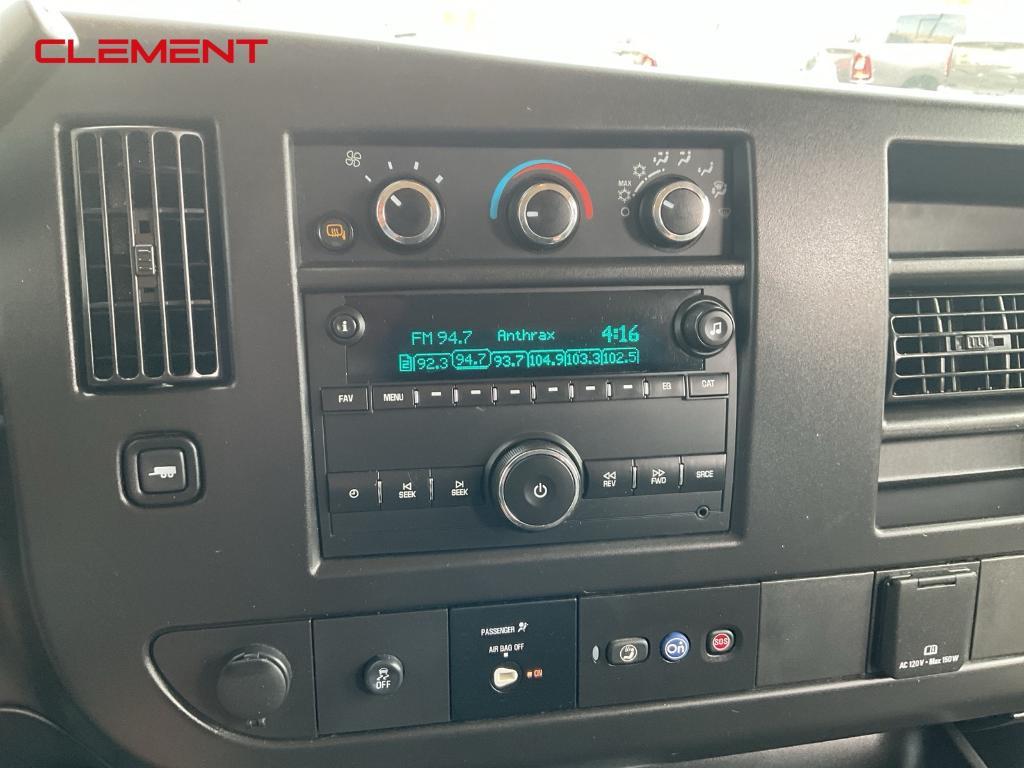 CLEMENT
MAX
FM 94.7 Anthrax 4:16
92.3 94.7 93.7 104.9 103.3 102.5
FAV MENU EQ CAT
SEEK SEEK REV FWD SRCE
PASSENGER
AIR BAG OFF
ON
OFF
On
SOS
AC 120V • Max 150W